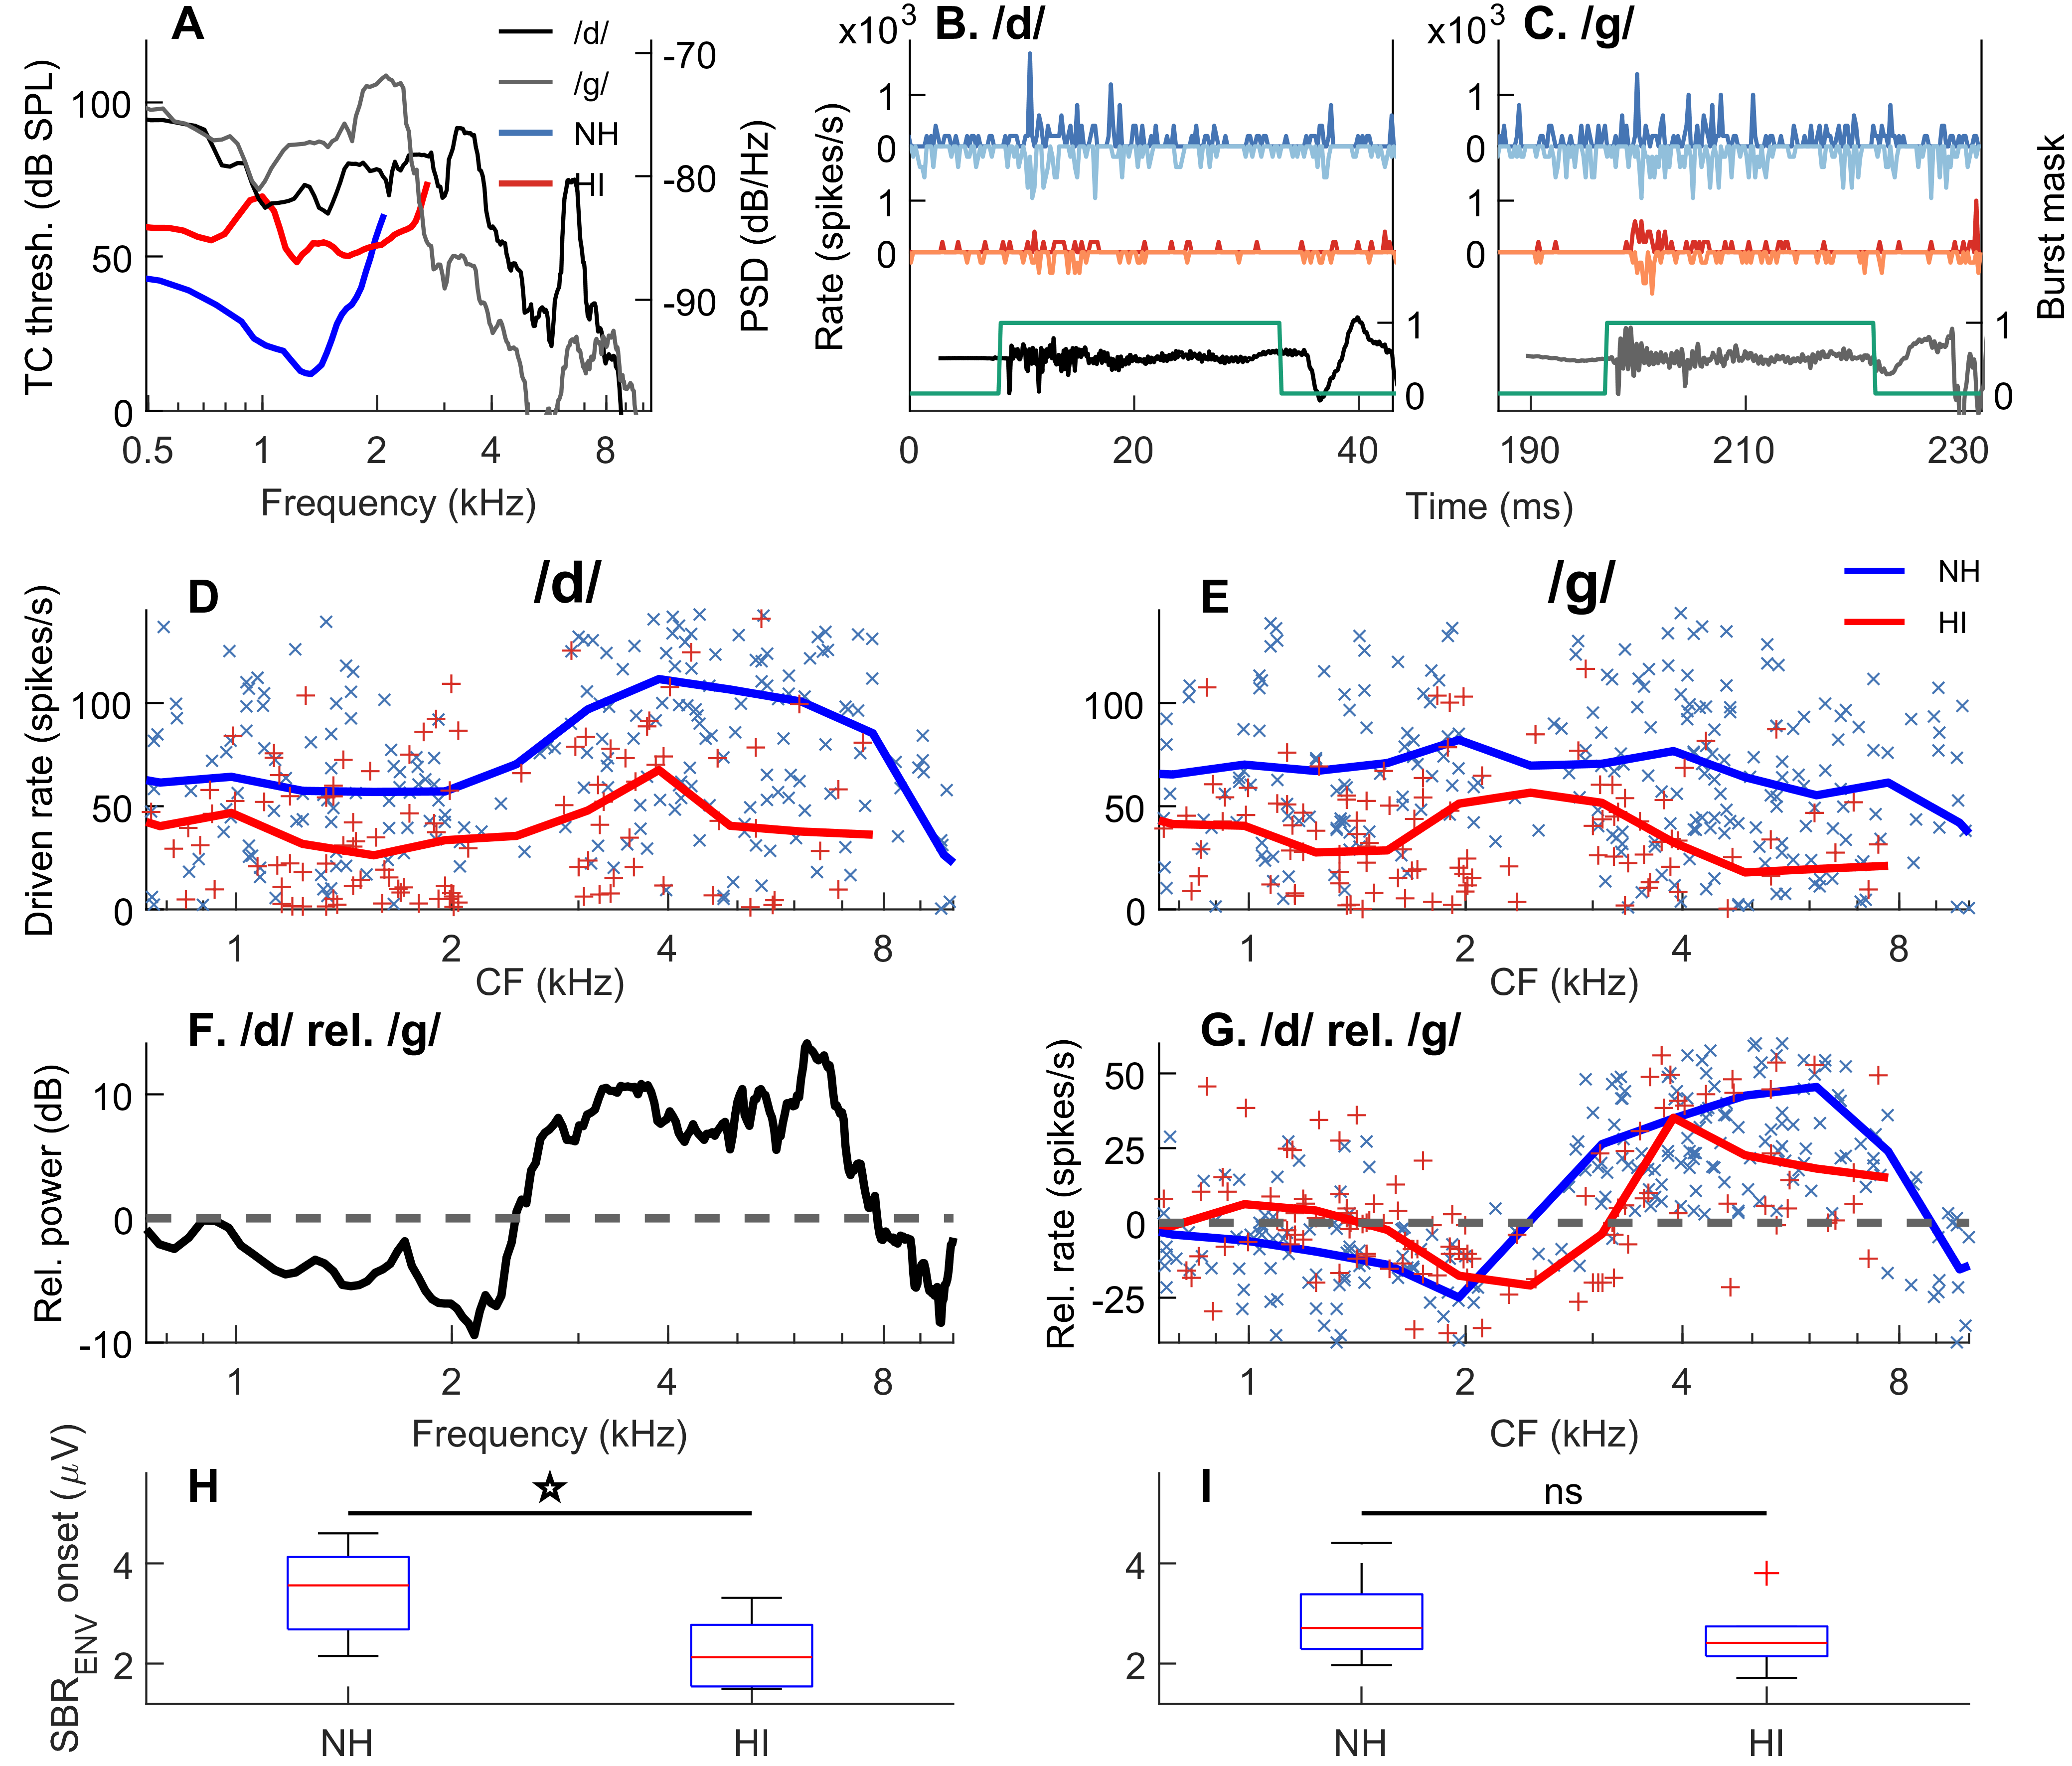 A
/d/
/g/
NH
HI
TC thresh. (dB SPL)
100
50
0
-70
-80
-90
PSD (dB/Hz)
0.5 1 2 4 8
Frequency (kHz)
x10³ B. /d/
Rate (spikes/s)
1
0
1
0
1
0
0 20 40
x10³ C. /g/
1
0
1
0
1
0
Burst mask
190 210 230
Time (ms)
D /d/
Driven rate (spikes/s)
100
50
0
1 2 4 8
CF (kHz)
E /g/
NH
HI
100
50
0
1 2 4 8
CF (kHz)
F. /d/ rel. /g/
Rel. power (dB)
10
0
-10
1 2 4 8
Frequency (kHz)
G. /d/ rel. /g/
Rel. rate (spikes/s)
50
25
0
-25
1 2 4 8
CF (kHz)
H
SBR_ENV onset (μV)
4
2
NH HI
I
ns
4
2
NH HI